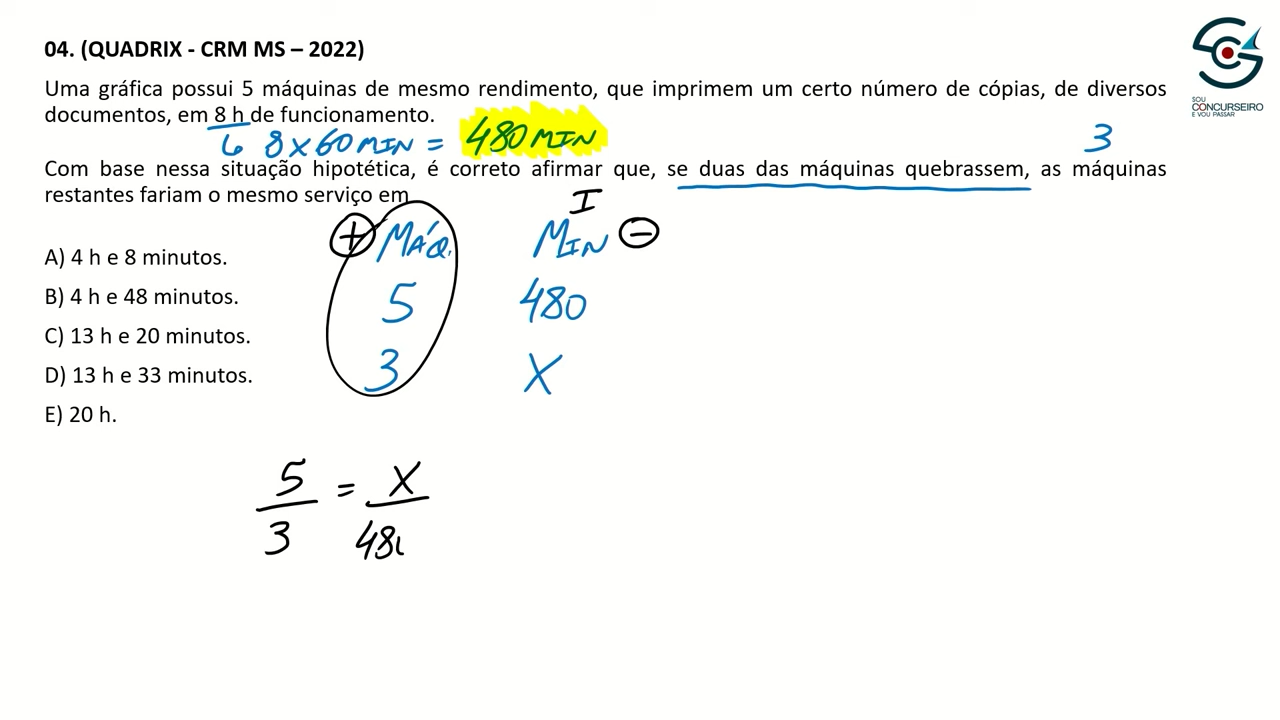 04. (QUADRIX - CRM MS – 2022)
SOU
CONCURSEIRO
E VOU PASSAR
Uma gráfica possui 5 máquinas de mesmo rendimento, que imprimem um certo número de cópias, de diversos
documentos, em 8 h de funcionamento.
8 x 60 MIN = 480 MIN
3
Com base nessa situação hipotética, é correto afirmar que, se duas das máquinas quebrassem, as máquinas
restantes fariam o mesmo serviço em
I
+ MÁQ. MIN -
5 480
3 X
A) 4 h e 8 minutos.
B) 4 h e 48 minutos.
C) 13 h e 20 minutos.
D) 13 h e 33 minutos.
E) 20 h.
5 = X
3 48